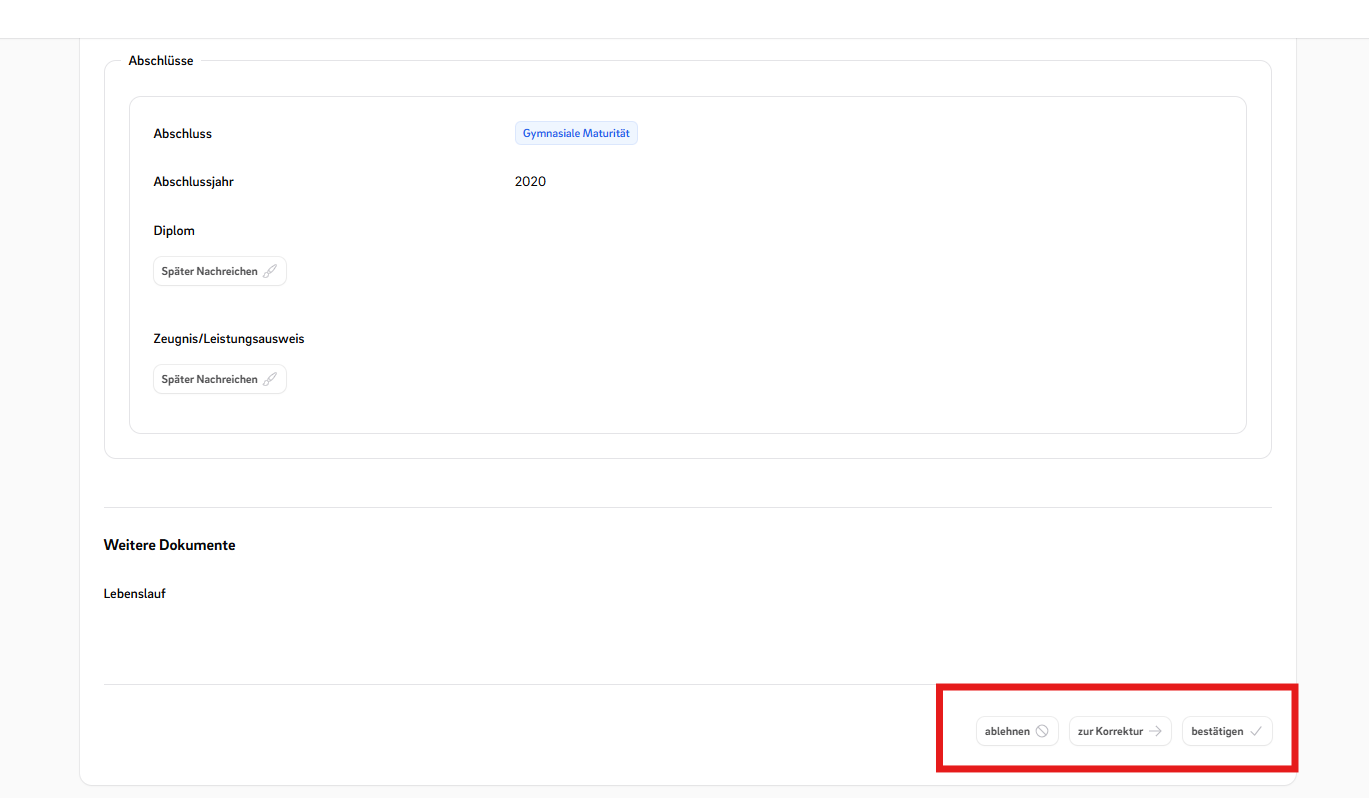 Abschlüsse
Abschluss Gymnasiale Maturität
Abschlussjahr 2020
Diplom
Später Nachreichen
Zeugnis/Leistungsausweis
Später Nachreichen
Weitere Dokumente
Lebenslauf
ablehnen zur Korrektur bestätigen